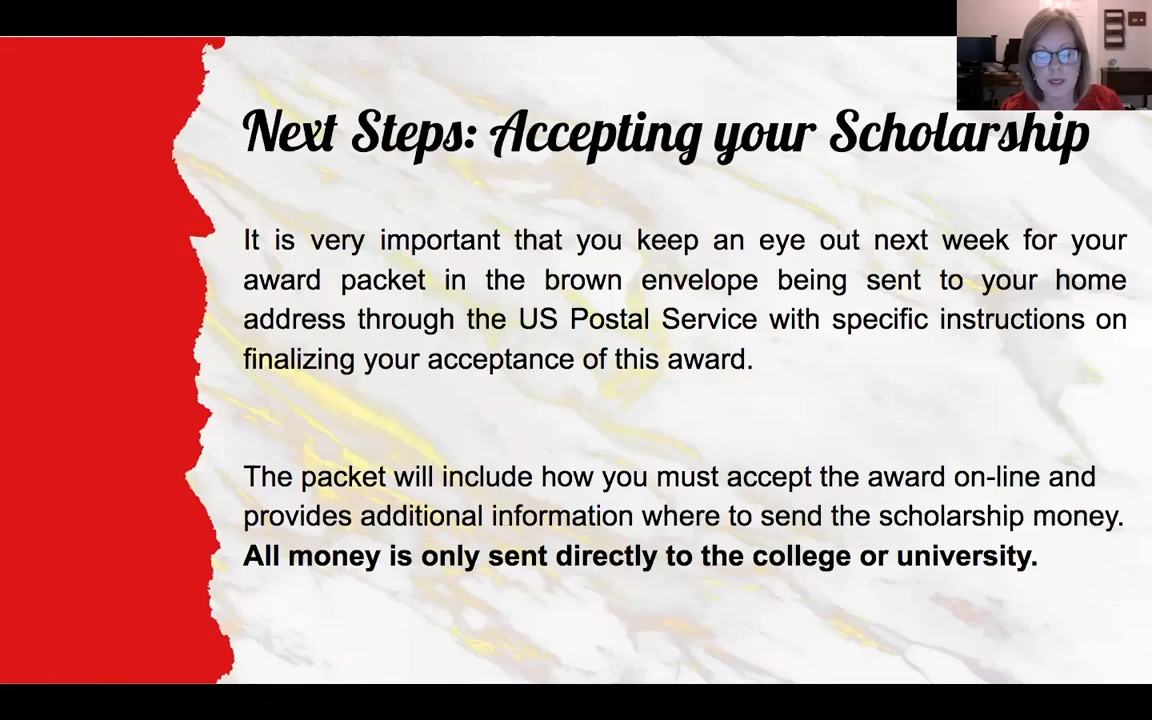 Next Steps: Accepting your Scholarship
It is very important that you keep an eye out next week for your
award packet in the brown envelope being sent to your home
address through the US Postal Service with specific instructions on
finalizing your acceptance of this award.
The packet will include how you must accept the award on-line and
provides additional information where to send the scholarship money.
All money is only sent directly to the college or university.